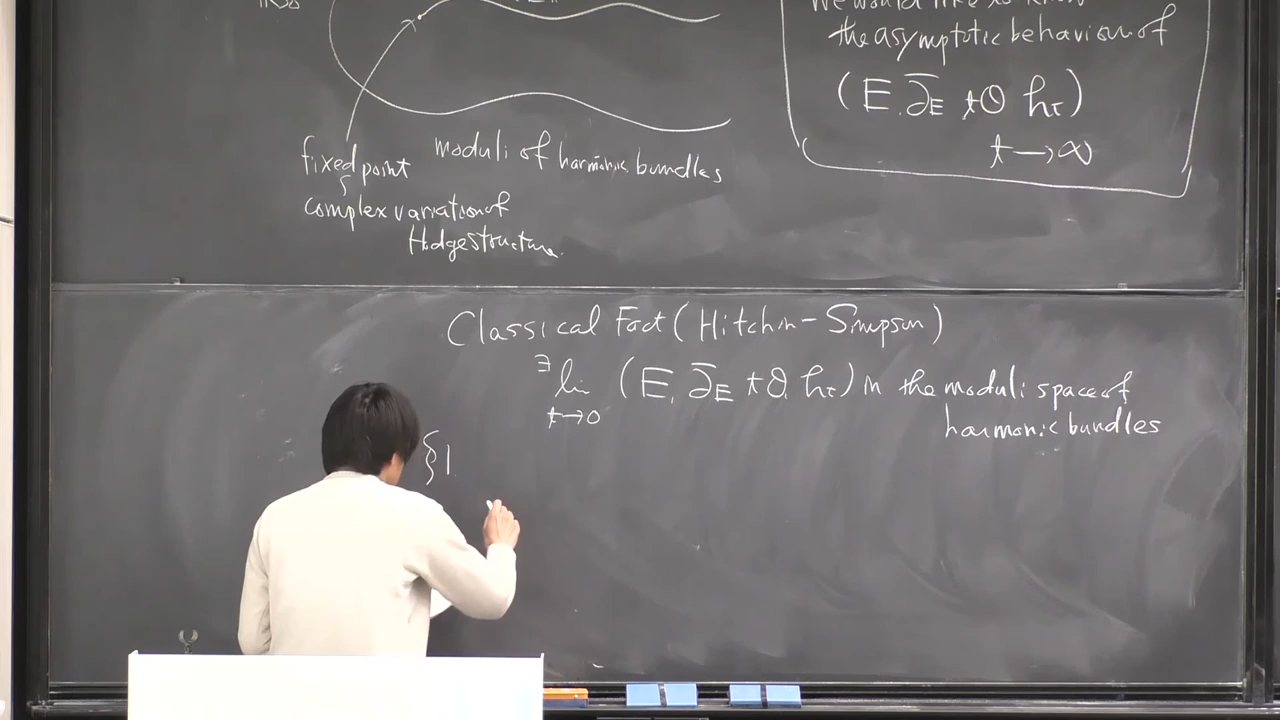 the asymptotic behaviour of
(E, ∂̄_E, tθ, h_t)
t→∞
fixed point
moduli of harmonic bundles
complex variation of
Hodge structure.
Classical Fact (Hitchin-Simpson)
∃ lim (E, ∂̄_E, tθ, h_t) in the moduli space of
t→0
harmonic bundles
§1.